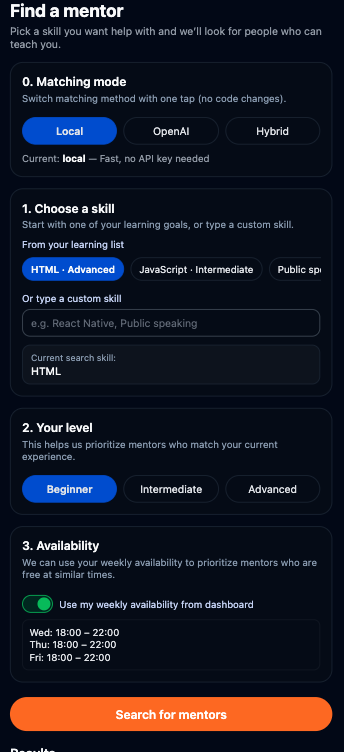 Find a mentor
Pick a skill you want help with and we'll look for people who can
teach you.
0. Matching mode
Switch matching method with one tap (no code changes).
Local
OpenAI
Hybrid
Current: local — Fast, no API key needed
1. Choose a skill
Start with one of your learning goals, or type a custom skill.
From your learning list
HTML · Advanced
JavaScript · Intermediate
Public
Or type a custom skill
e.g. React Native, Public speaking
Current search skill:
HTML
2. Your level
This helps us prioritize mentors who match your current
experience.
Beginner
Intermediate
Advanced
3. Availability
We can use your weekly availability to prioritize mentors who are
free at similar times.
Use my weekly availability from dashboard
Wed: 18:00 – 22:00
Thu: 18:00 – 22:00
Fri: 18:00 – 22:00
Search for mentors